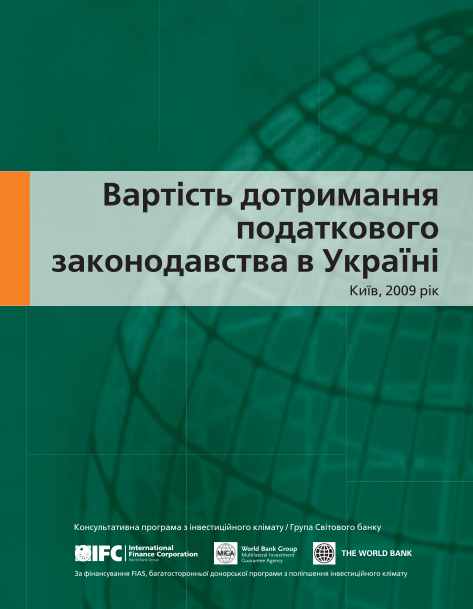 Вартість дотримання
податкового
законодавства в Україні
Київ, 2009 рік
Консультативна програма з інвестиційного клімату / Група Світового банку
IFC International
Finance Corporation
World Bank Group
MIGA World Bank Group
Multilateral Investment
Guarantee Agency
THE WORLD BANK
За фінансування FIAS, багатосторонньої донорської програми з поліпшення інвестиційного клімату